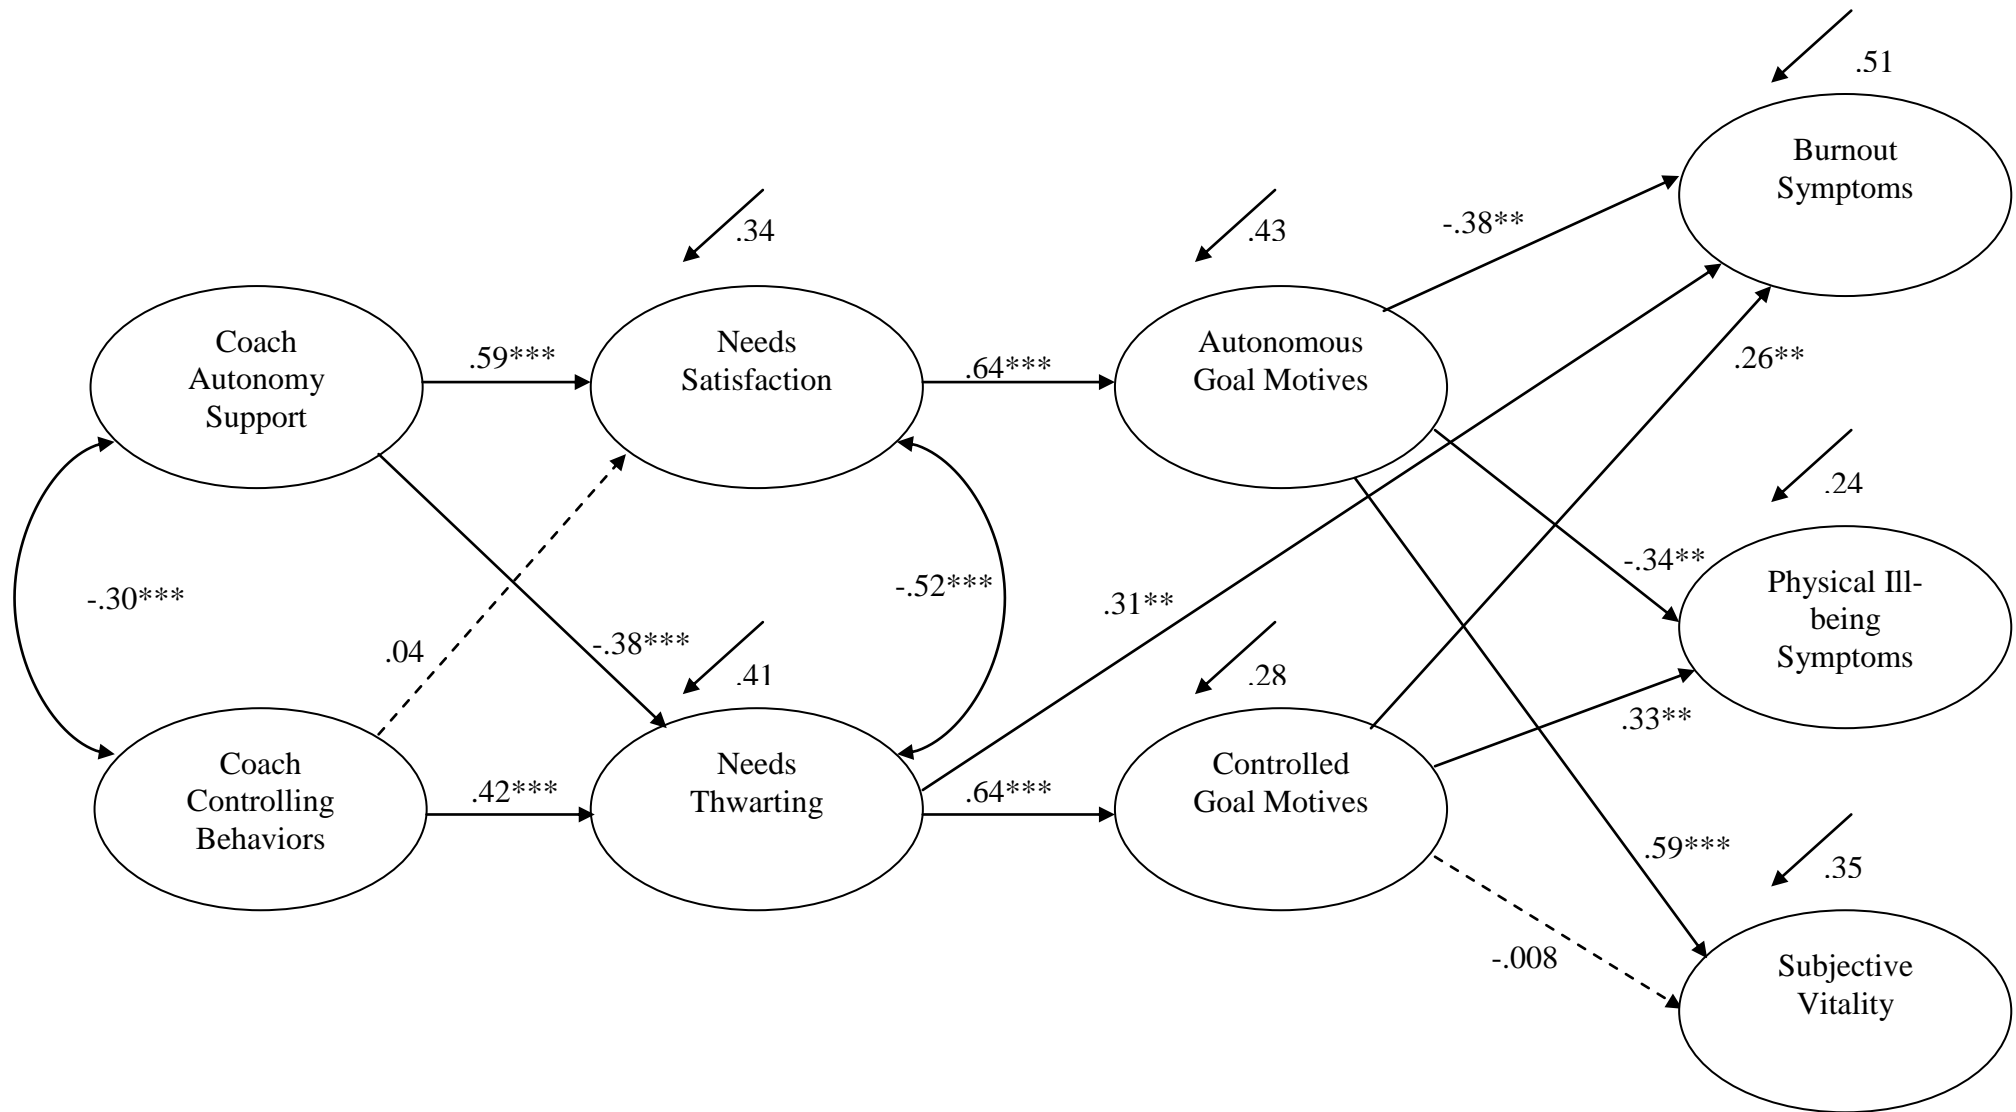 .51
Burnout
Symptoms
.34
.43
-.38**
Coach
Autonomy
Support
.59***
Needs
Satisfaction
.64***
Autonomous
Goal Motives
.26**
.24
-.34**
Physical Ill-
being
Symptoms
-.30***
-.52***
.31**
.04
-.38***
.41
.28
.33**
Coach
Controlling
Behaviors
.42***
Needs
Thwarting
.64***
Controlled
Goal Motives
.59***
.35
-.008
Subjective
Vitality